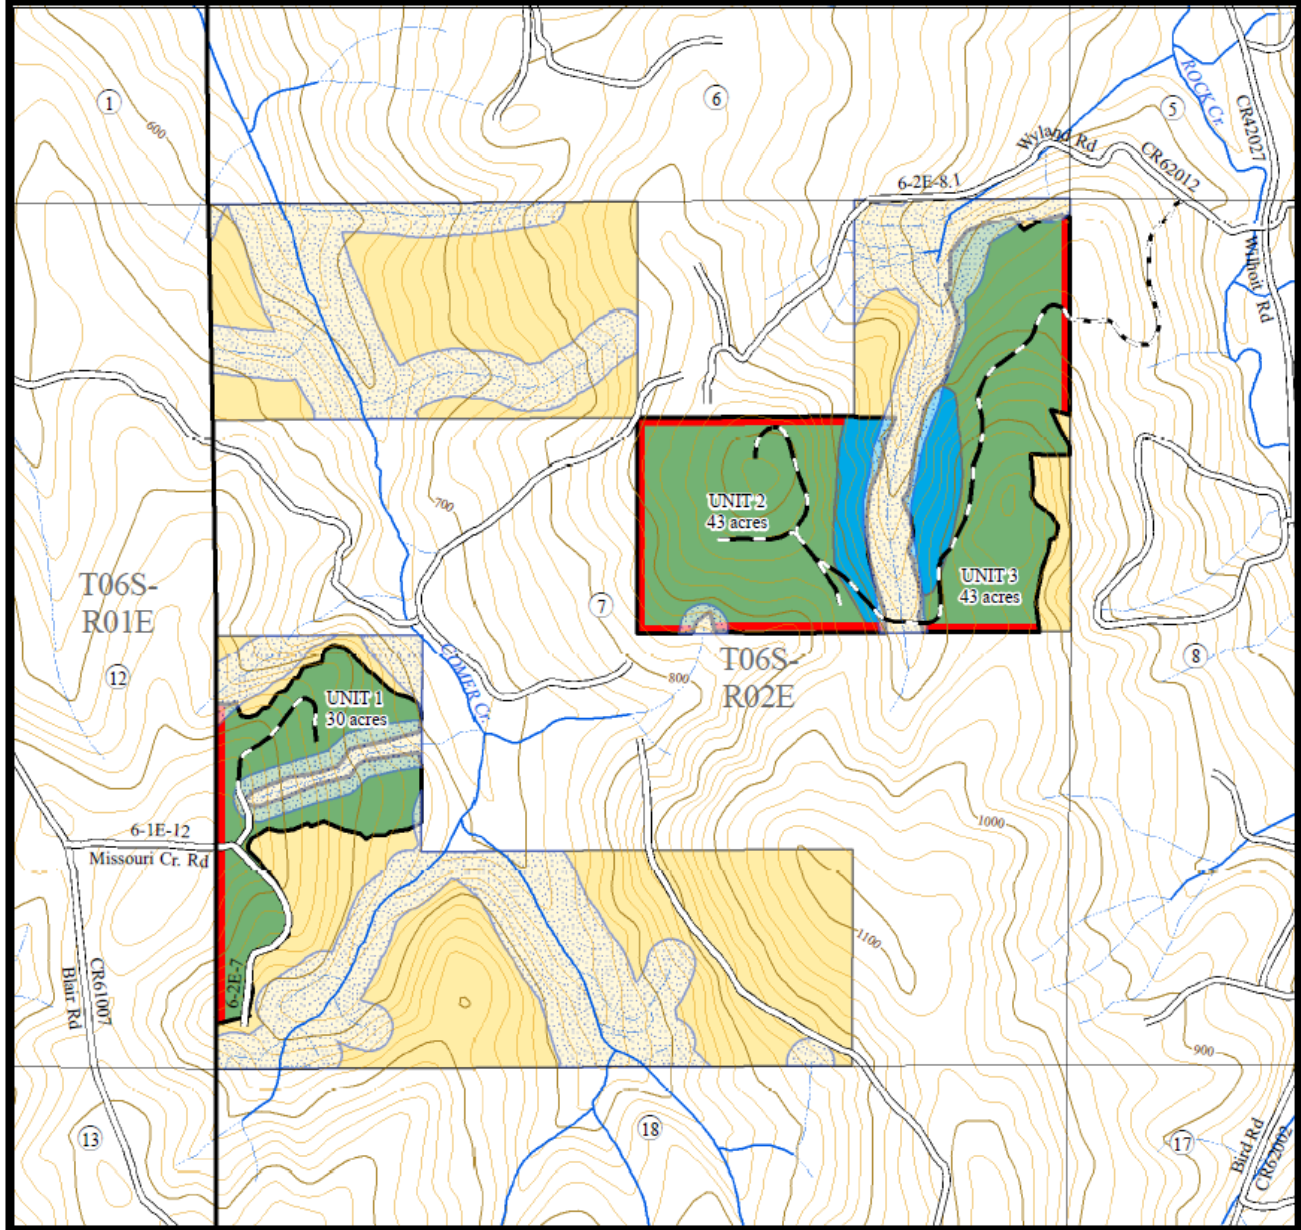 1
6
5
ROCK Cr.
CR42027
600
Wyland Rd
CR62012
6-2E-8.1
Wilhoit Rd
700
UNIT 2
43 acres
T06S-
R01E
7
UNIT 3
43 acres
12
COMER Cr.
T06S-
R02E
800
8
UNIT 1
30 acres
6-1E-12
Missouri Cr. Rd
1000
1100
6-2E-7
CR61007
Blair Rd
900
13
18
17
Bird Rd
CR62002